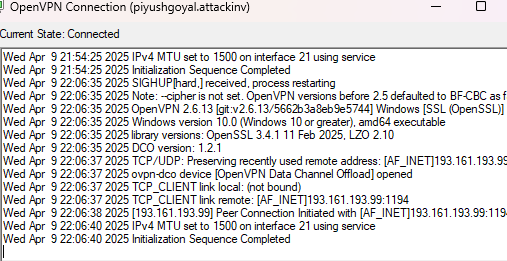 OpenVPN Connection (piyushgoyal.attackinv)
Current State: Connected
Wed Apr 9 21:54:25 2025 IPv4 MTU set to 1500 on interface 21 using service
Wed Apr 9 21:54:25 2025 Initialization Sequence Completed
Wed Apr 9 22:06:35 2025 SIGHUP[hard,] received, process restarting
Wed Apr 9 22:06:35 2025 Note: --cipher is not set. OpenVPN versions before 2.5 defaulted to BF-CBC as f
Wed Apr 9 22:06:35 2025 OpenVPN 2.6.13 [git:v2.6.13/5662b3a8eb9e5744] Windows [SSL (OpenSSL)]
Wed Apr 9 22:06:35 2025 Windows version 10.0 (Windows 10 or greater), amd64 executable
Wed Apr 9 22:06:35 2025 library versions: OpenSSL 3.4.1 11 Feb 2025, LZO 2.10
Wed Apr 9 22:06:35 2025 DCO version: 1.2.1
Wed Apr 9 22:06:37 2025 TCP/UDP: Preserving recently used remote address: [AF_INET]193.161.193.99
Wed Apr 9 22:06:37 2025 ovpn-dco device [OpenVPN Data Channel Offload] opened
Wed Apr 9 22:06:37 2025 TCP_CLIENT link local: (not bound)
Wed Apr 9 22:06:37 2025 TCP_CLIENT link remote: [AF_INET]193.161.193.99:1194
Wed Apr 9 22:06:38 2025 [193.161.193.99] Peer Connection Initiated with [AF_INET]193.161.193.99:1194
Wed Apr 9 22:06:40 2025 IPv4 MTU set to 1500 on interface 21 using service
Wed Apr 9 22:06:40 2025 Initialization Sequence Completed